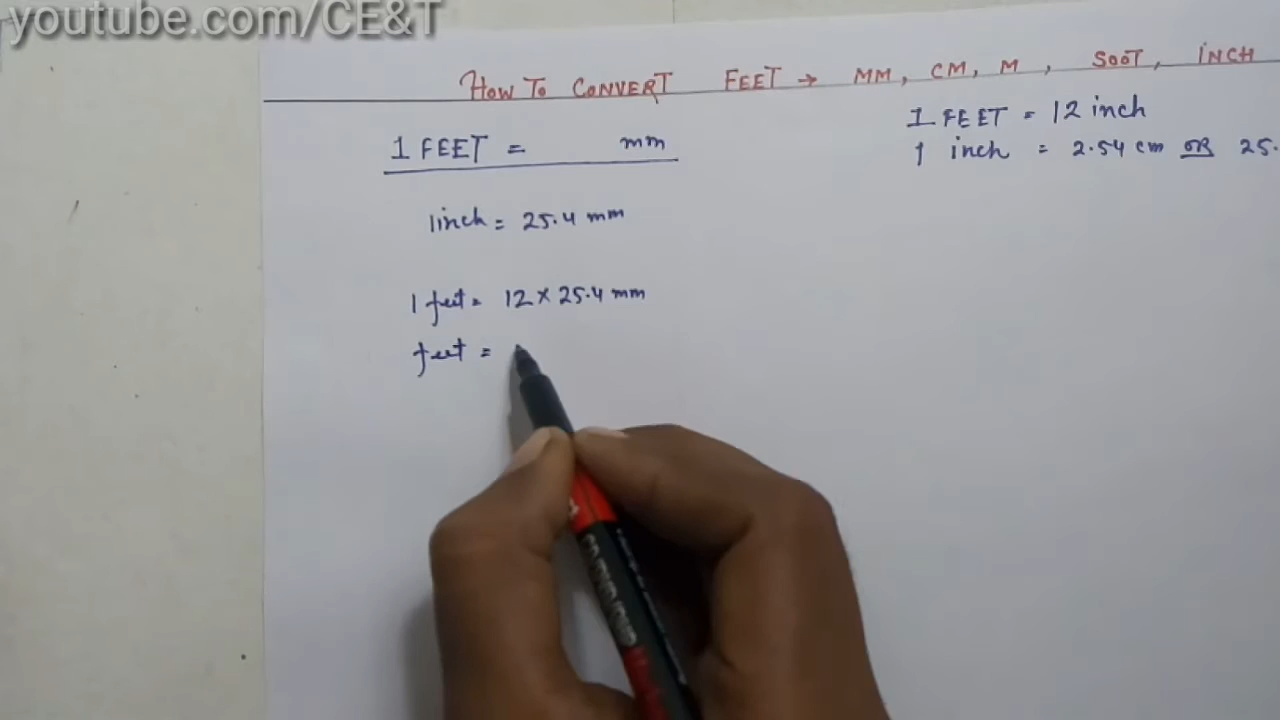 youtube.com/CE&T
HOW TO CONVERT FEET → MM, CM, M, SOOT, INCH
1 FEET = 12 inch
1 inch = 2.54 cm OR 25.
1 FEET = mm
1inch = 25.4 mm
1 feet = 12 × 25.4 mm
feet =